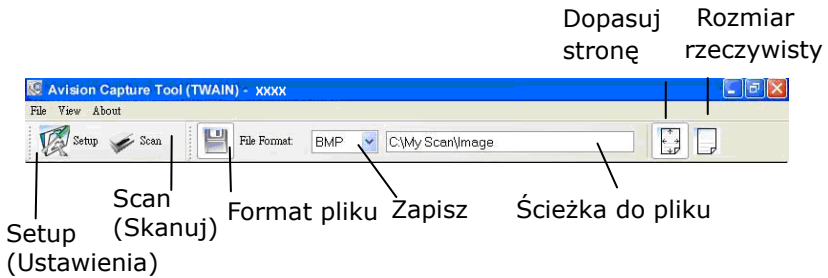 Dopasuj stronę
Rozmiar rzeczywisty
Avision Capture Tool (TWAIN) - xxxx
File View About
Setup Scan File Format: BMP C:\My Scan\Image
Setup (Ustawienia)
Scan (Skanuj)
Format pliku
Zapisz
Ścieżka do pliku